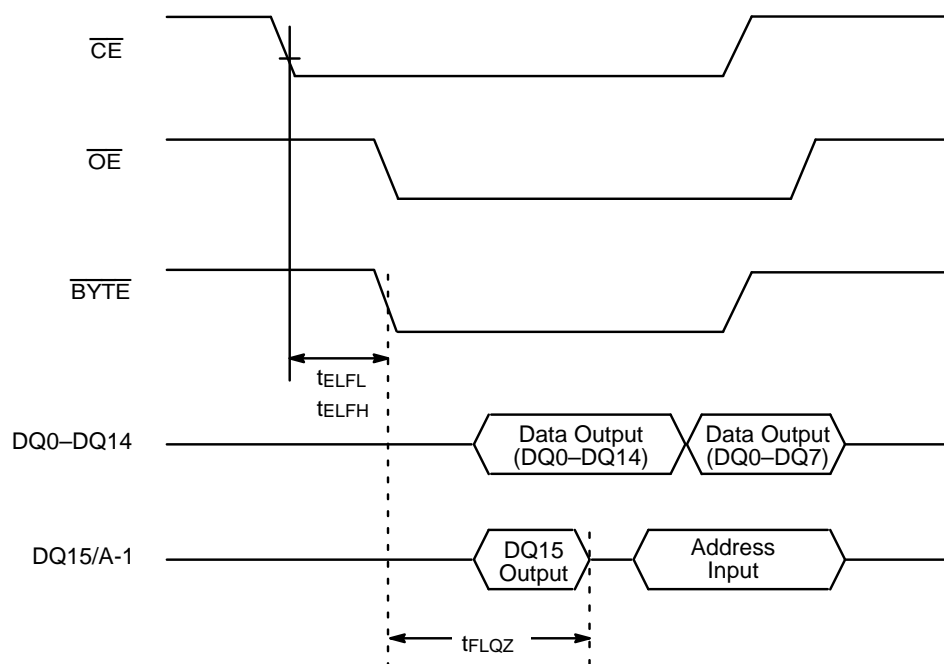 CE
OE
BYTE
tELFL
tELFH
DQ0–DQ14
Data Output
(DQ0–DQ14)
Data Output
(DQ0–DQ7)
DQ15/A-1
DQ15
Output
Address
Input
tFLQZ